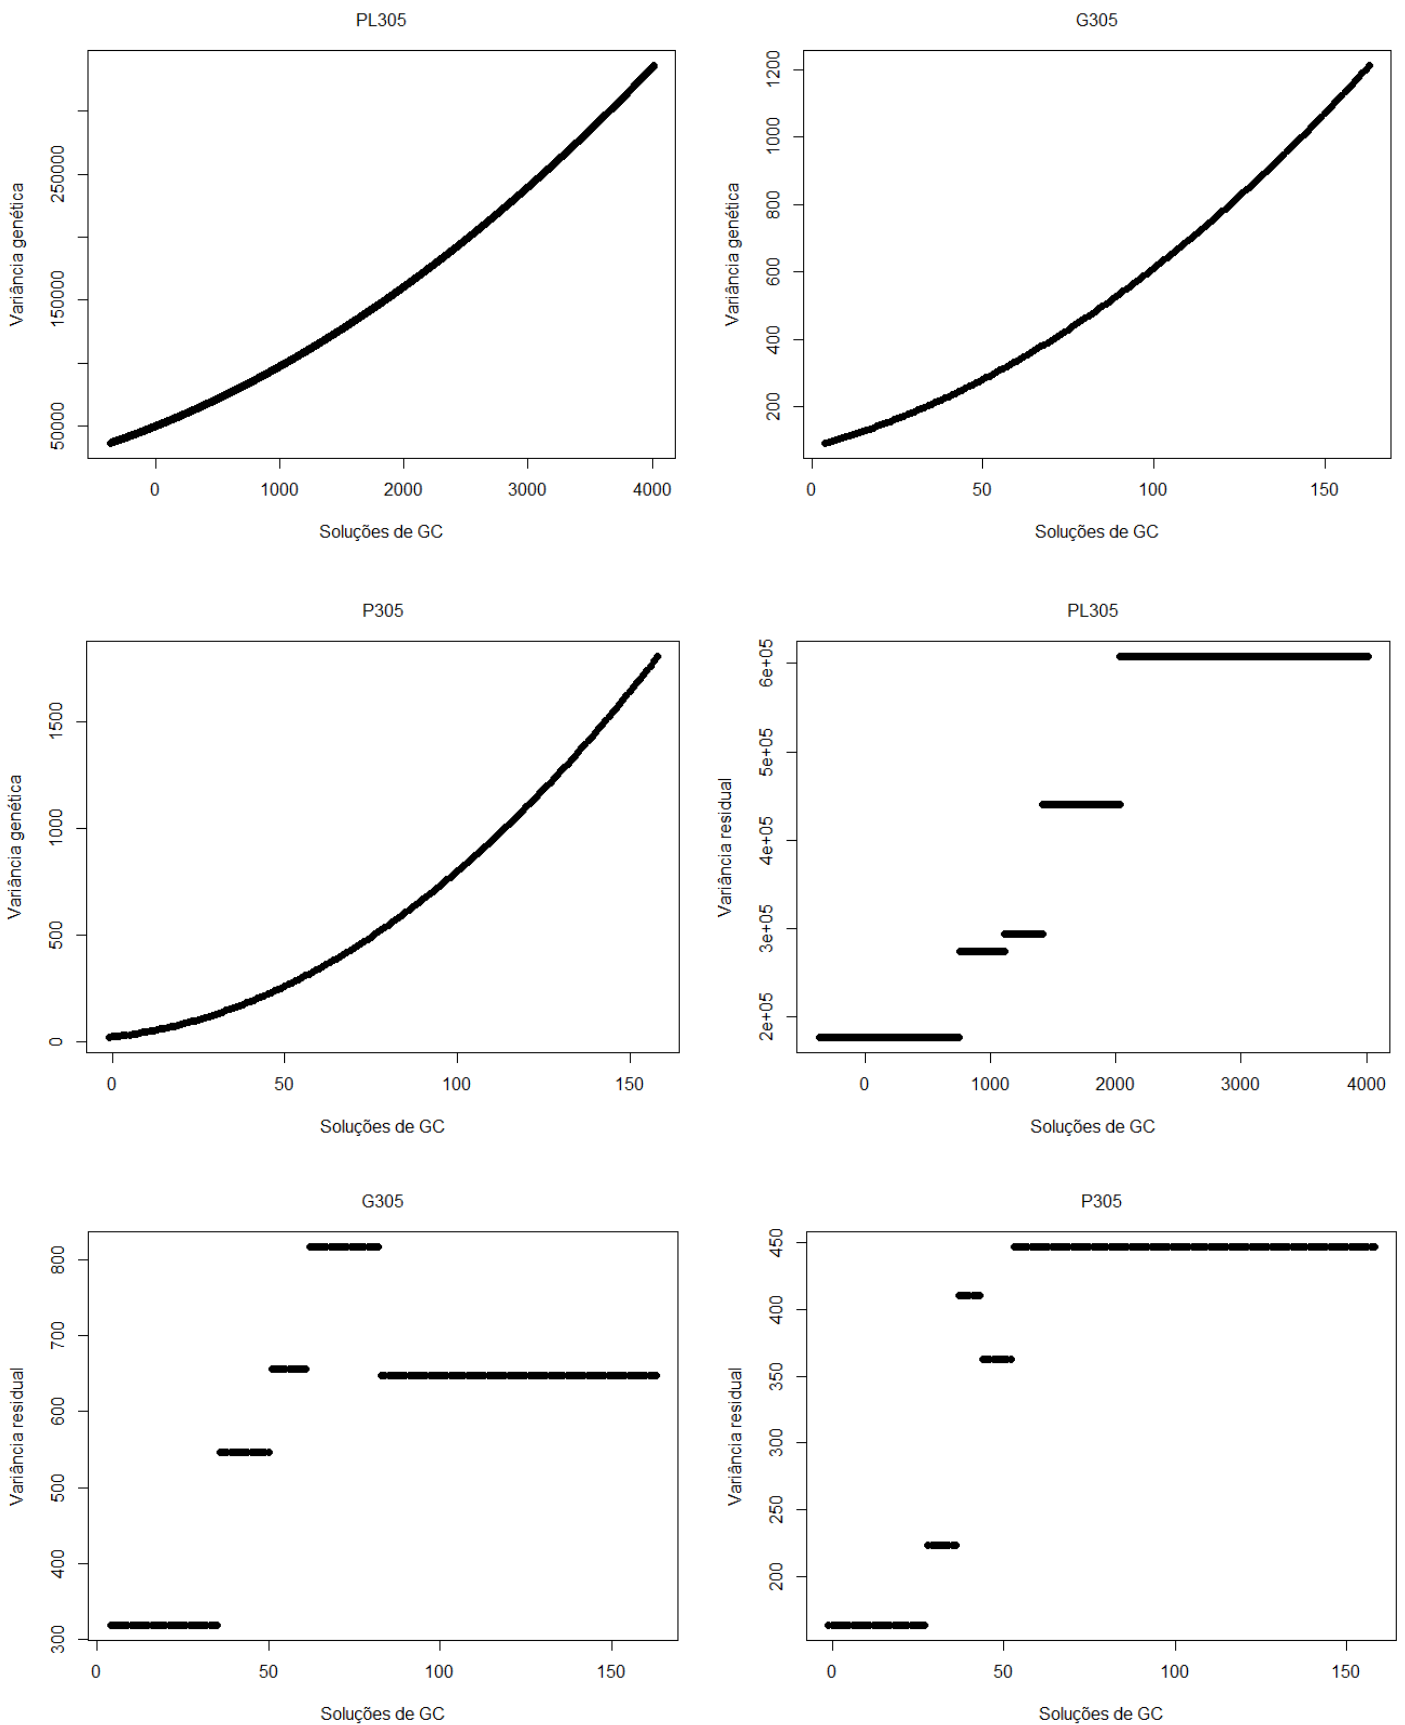 PL305
Variância genética
50000 150000 250000
0 1000 2000 3000 4000
Soluções de GC
G305
Variância genética
200 400 600 800 1000 1200
0 50 100 150
Soluções de GC
P305
Variância genética
0 500 1000 1500
0 50 100 150
Soluções de GC
PL305
Variância residual
2e+05 3e+05 4e+05 5e+05 6e+05
0 1000 2000 3000 4000
Soluções de GC
G305
Variância residual
300 400 500 600 700 800
0 50 100 150
Soluções de GC
P305
Variância residual
200 250 300 350 400 450
0 50 100 150
Soluções de GC